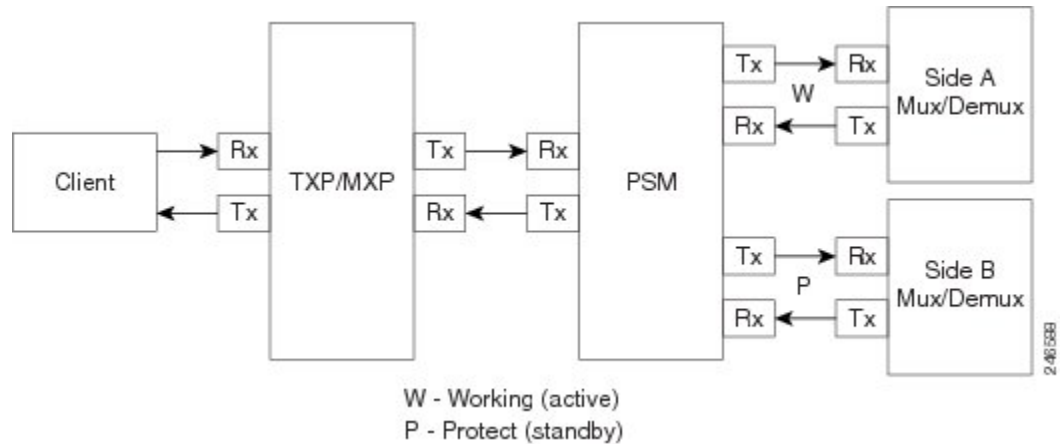 Client
Rx
Tx
TXP/MXP
Tx
Rx
Rx
Tx
PSM
Tx
Rx
W
Rx
Tx
Side A
Mux/Demux
Tx
Rx
P
Rx
Tx
Side B
Mux/Demux
W - Working (active)
P - Protect (standby)
246599